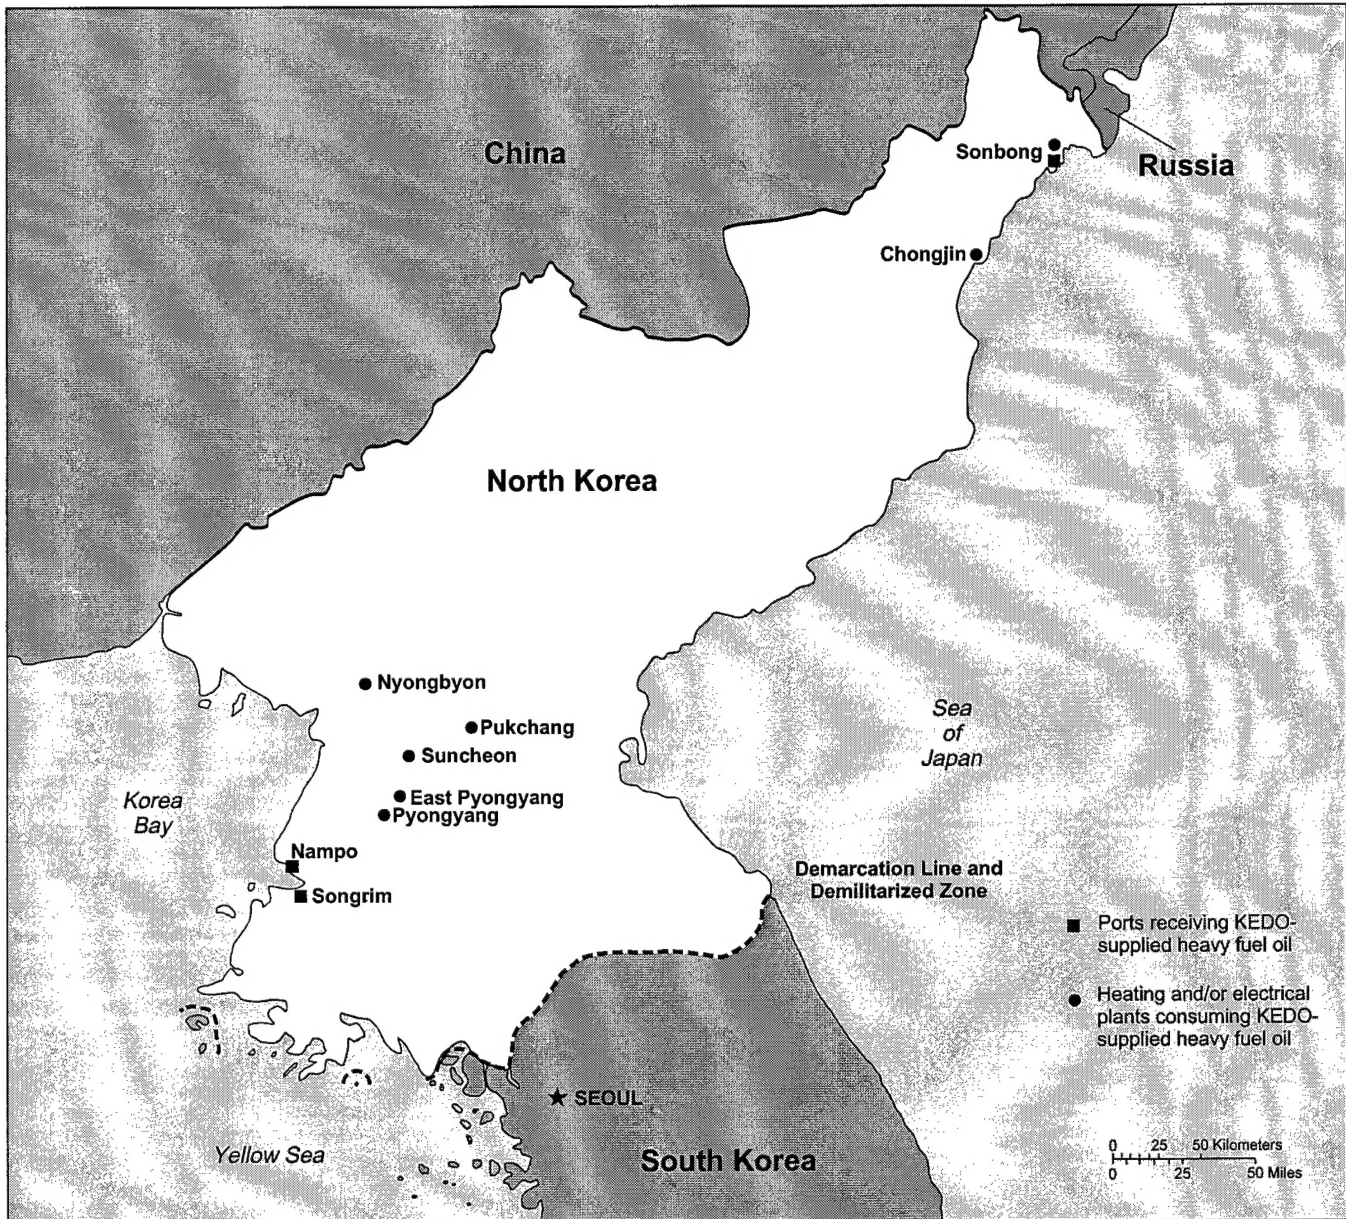 China
Sonbong
Russia
Chongjin
North Korea
Nyongbyon
Pukchang
Suncheon
East Pyongyang
Pyongyang
Sea
of
Japan
Korea
Bay
Nampo
Songrim
Demarcation Line and
Demilitarized Zone
Ports receiving KEDO-
supplied heavy fuel oil
Heating and/or electrical
plants consuming KEDO-
supplied heavy fuel oil
SEOUL
Yellow Sea
South Korea
0 25 50 Kilometers
0 25 50 Miles